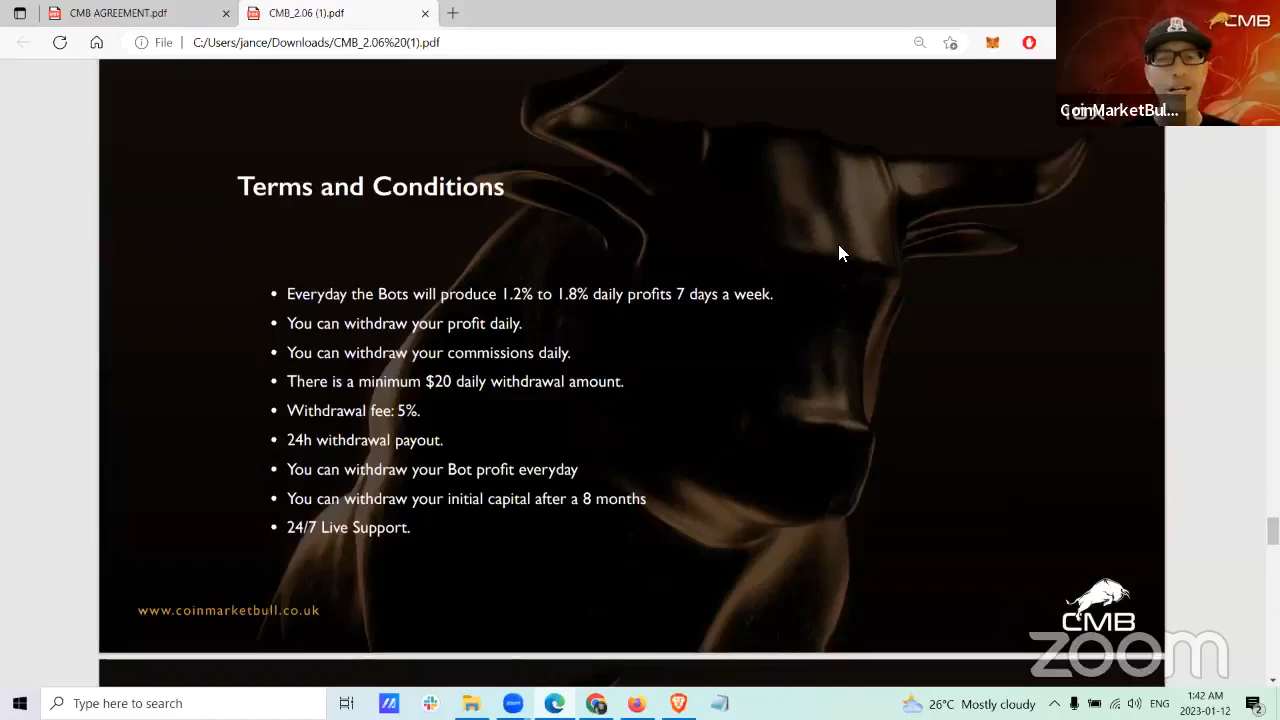 CMB AGREEMENT.pdf
CMB_2.06 (1).pdf
File
C:/Users/jance/Downloads/CMB_2.06%20(1).pdf
CMB
CoinMarketBul...
Terms and Conditions
• Everyday the Bots will produce 1.2% to 1.8% daily profits 7 days a week.
• You can withdraw your profit daily.
• You can withdraw your commissions daily.
• There is a minimum $20 daily withdrawal amount.
• Withdrawal fee: 5%.
• 24h withdrawal payout.
• You can withdraw your Bot profit everyday
• You can withdraw your initial capital after a 8 months
• 24/7 Live Support.
www.coinmarketbull.co.uk
CMB
zoom
Type here to search
26°C Mostly cloudy
ENG
1:42 AM
2023-01-12
2